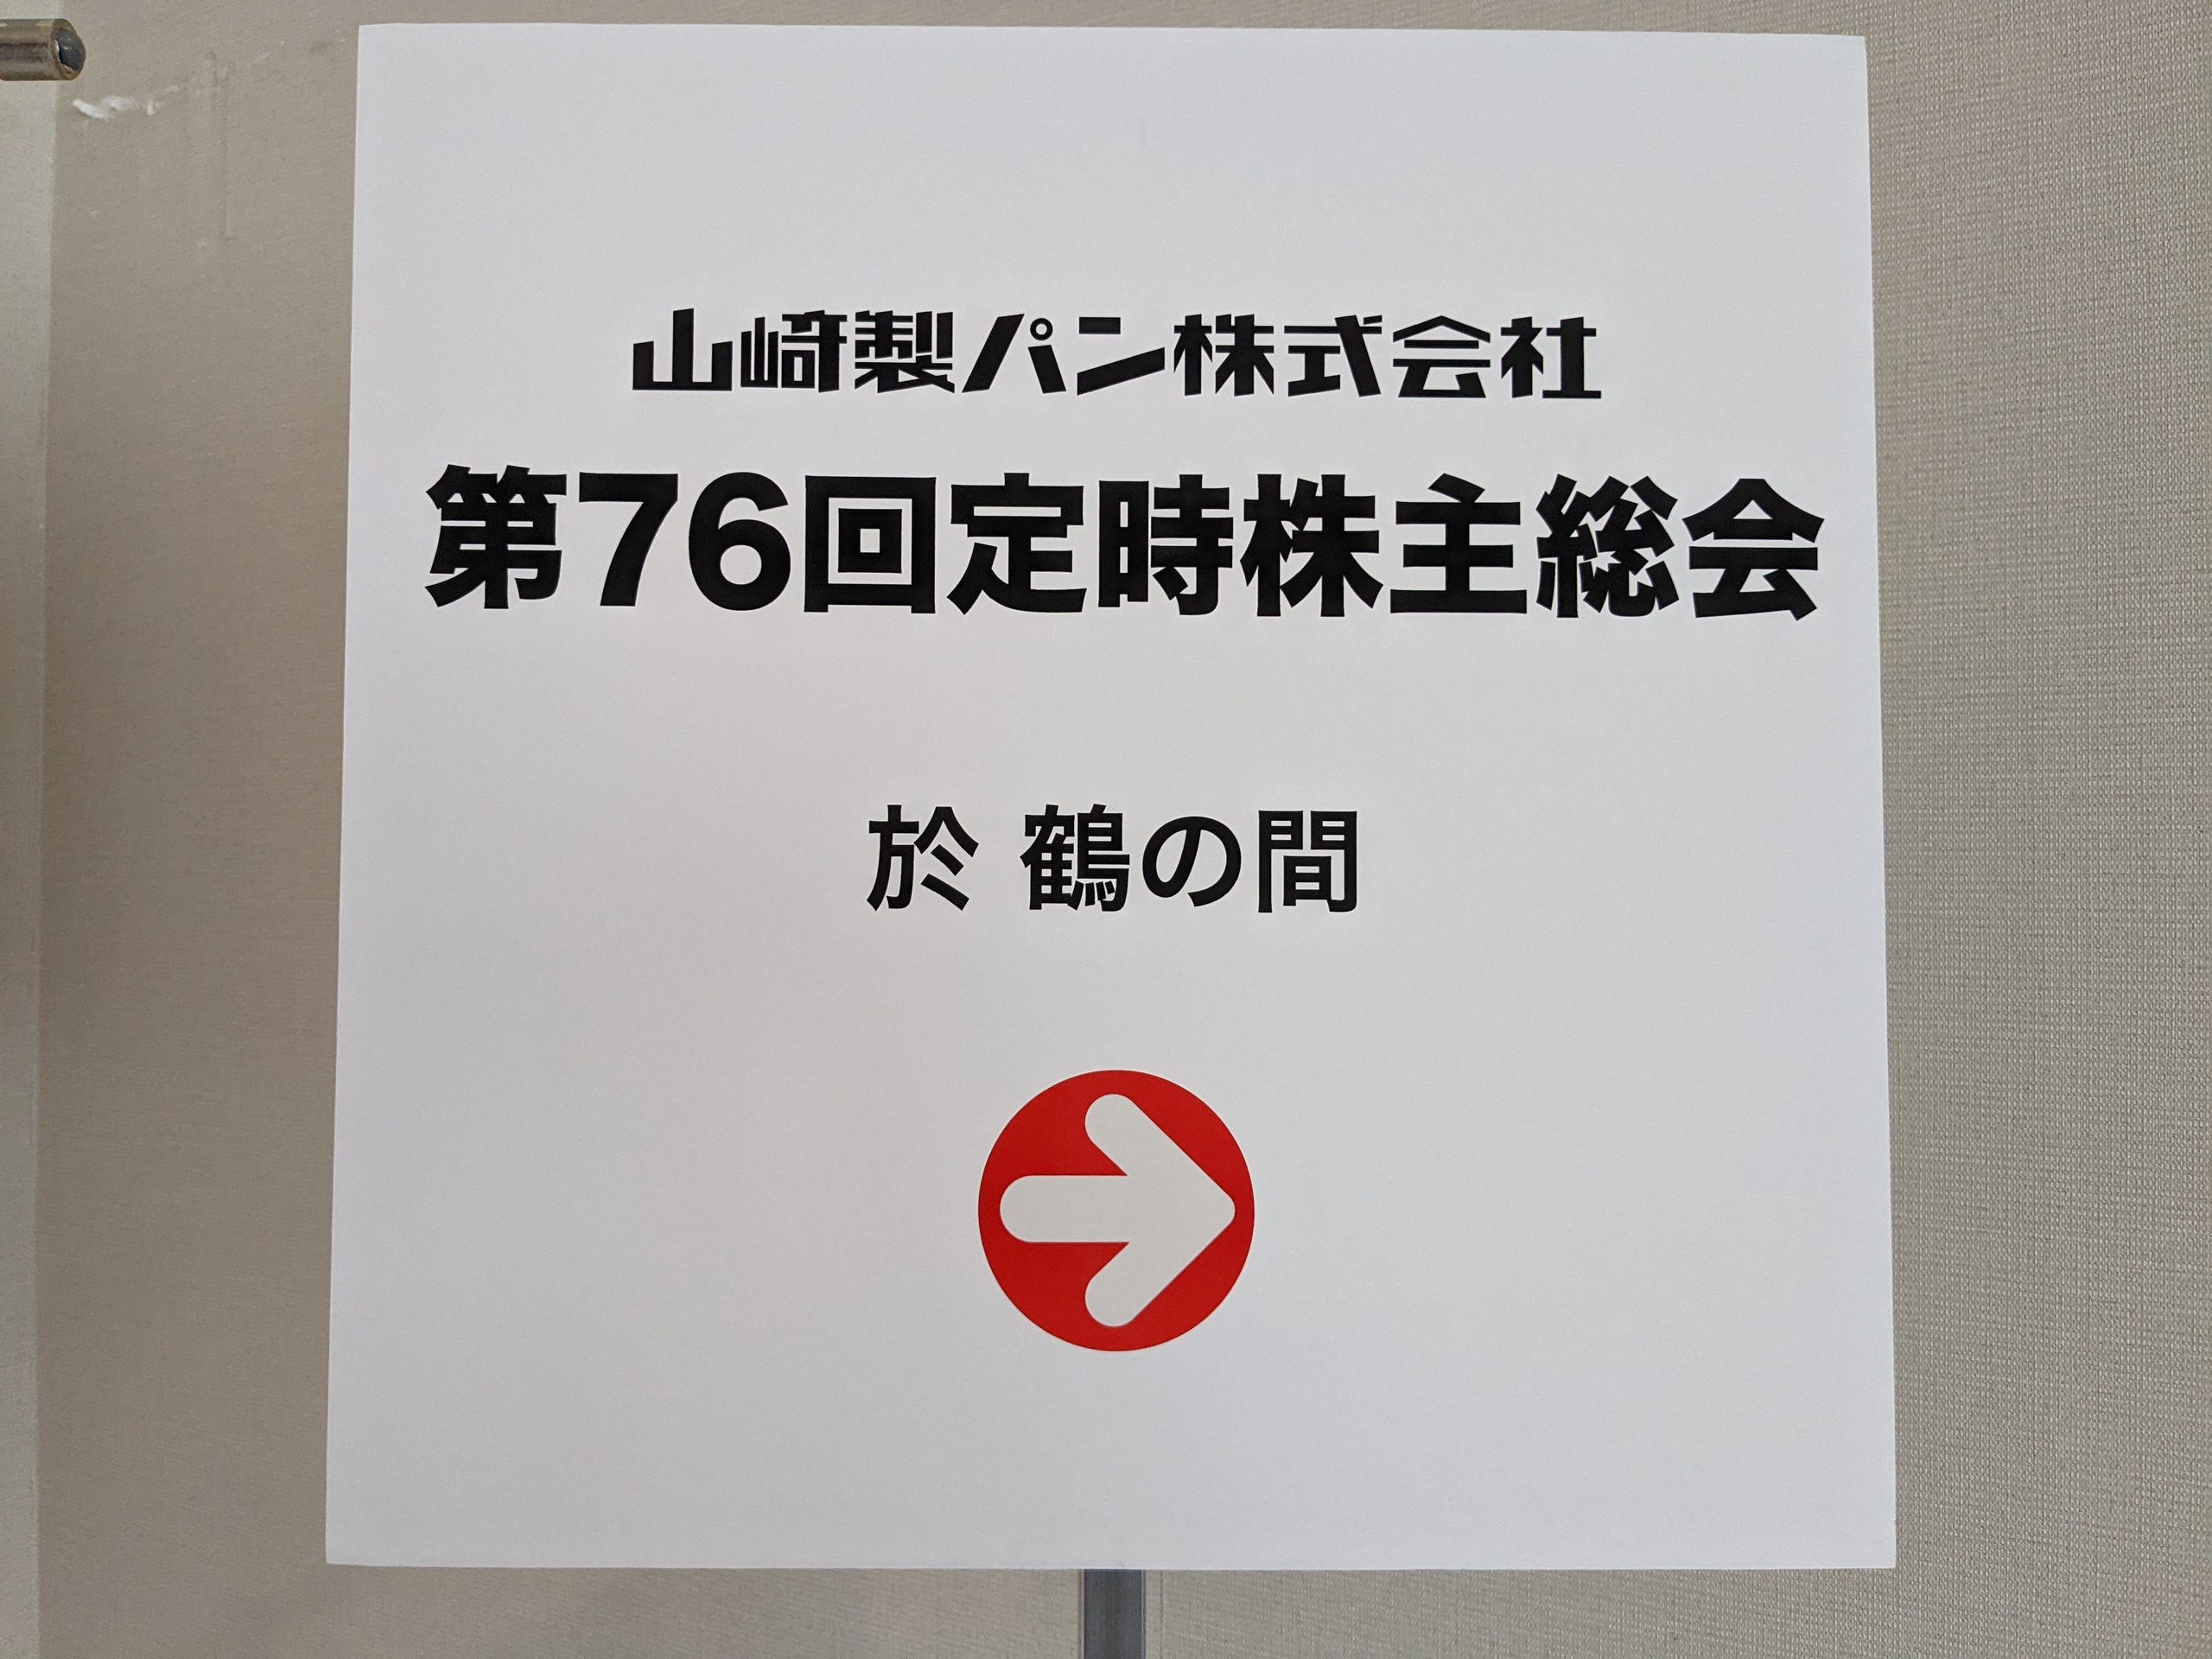 山崎製パン株式会社
第76回定時株主総会
於 鶴の間